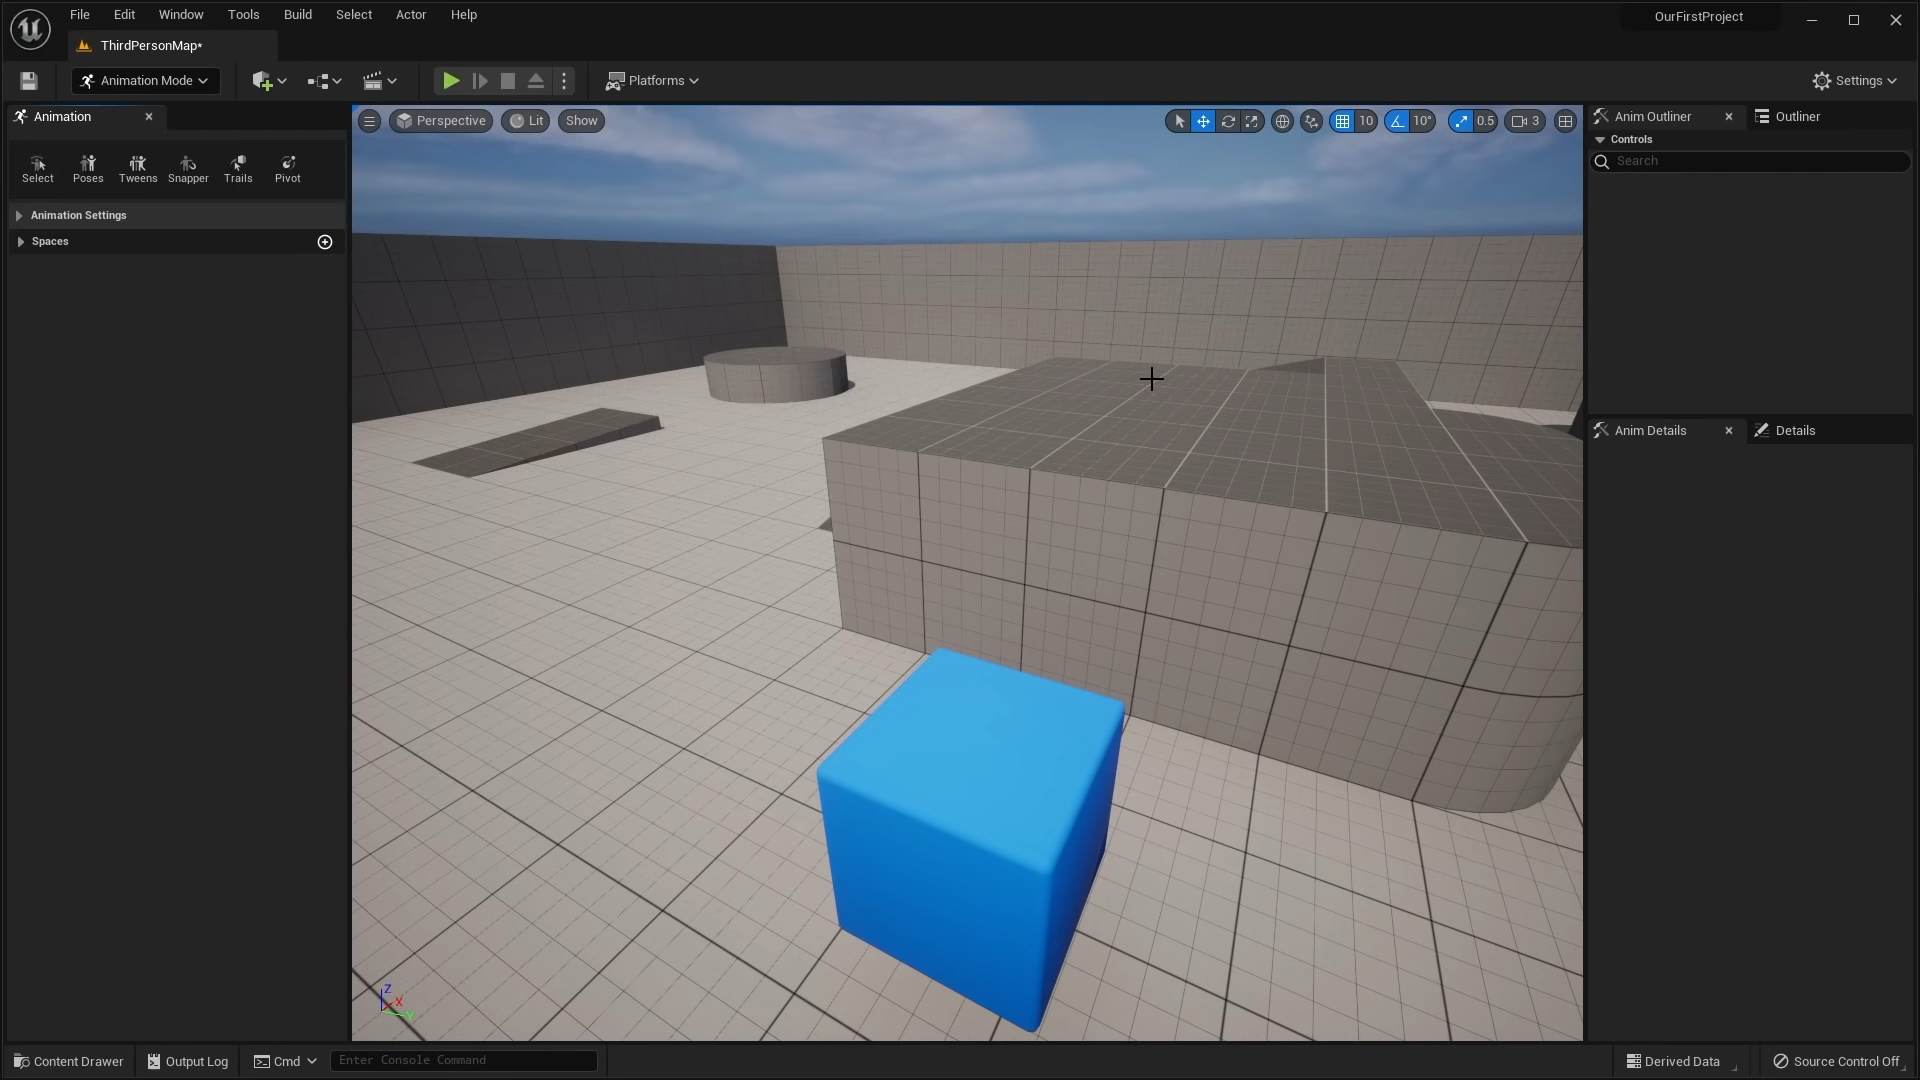 File Edit Window Tools Build Select Actor Help
OurFirstProject
ThirdPersonMap*
Animation Mode
Platforms
Settings
Animation
Select Poses Tweens Snapper Trails Pivot
Animation Settings
Spaces
Perspective Lit Show
10 10° 0.5 3
Anim Outliner Outliner
Controls
Search
Anim Details Details
Z
X
Y
Content Drawer Output Log Cmd Enter Console Command
Derived Data Source Control Off